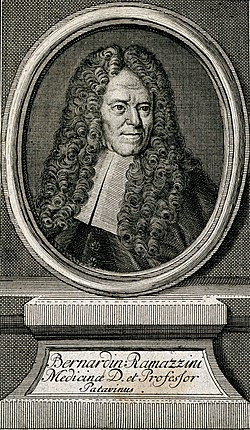 Bernardin Ramazzini
Medicinæ D. et Professor
Patavinus